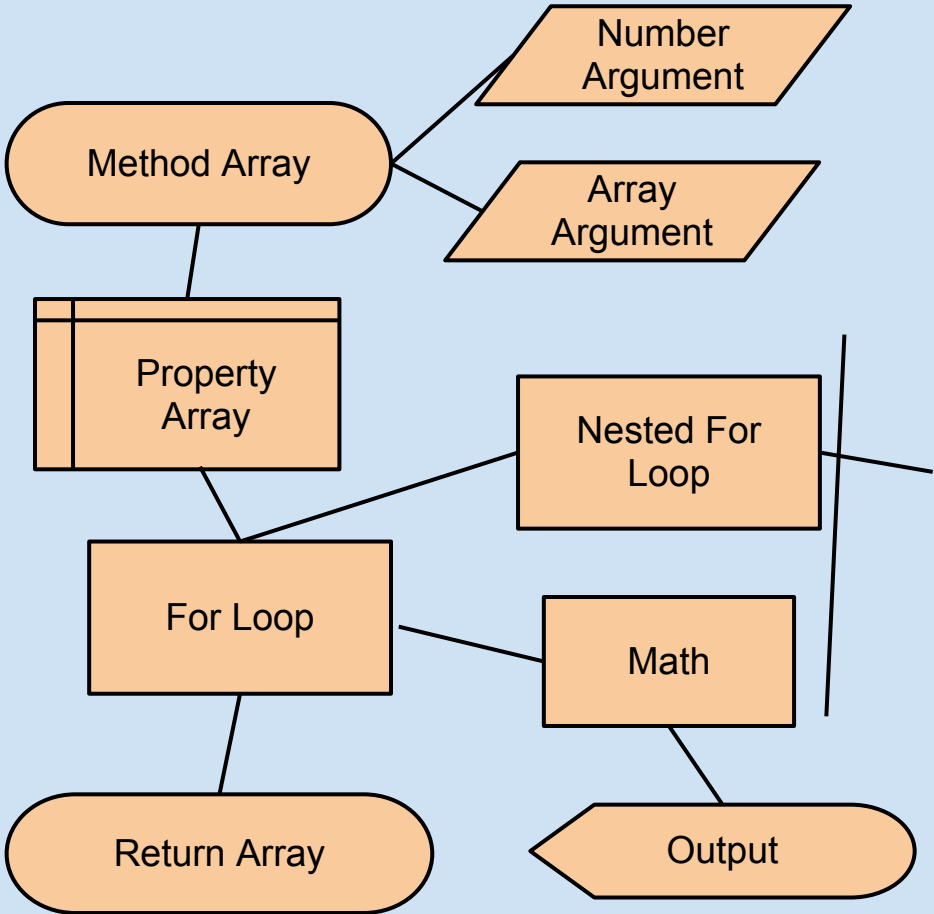 Number
Argument
Method Array
Array
Argument
Property
Array
Nested For
Loop
For Loop
Math
Return Array
Output